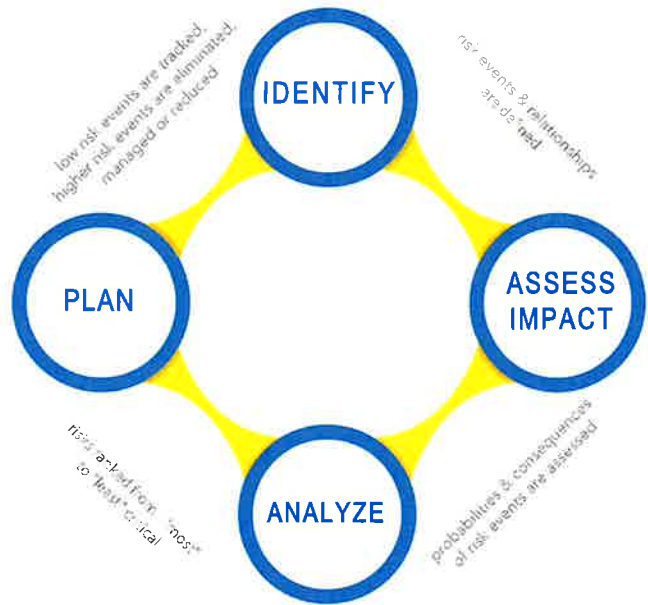 IDENTIFY
risk events & relationships
are defined
ASSESS
IMPACT
probabilities & consequences
of risk events are assessed
ANALYZE
risks ranked from "most"
to "least" critical
PLAN
low risk events are tracked,
higher risk events are eliminated,
managed or reduced